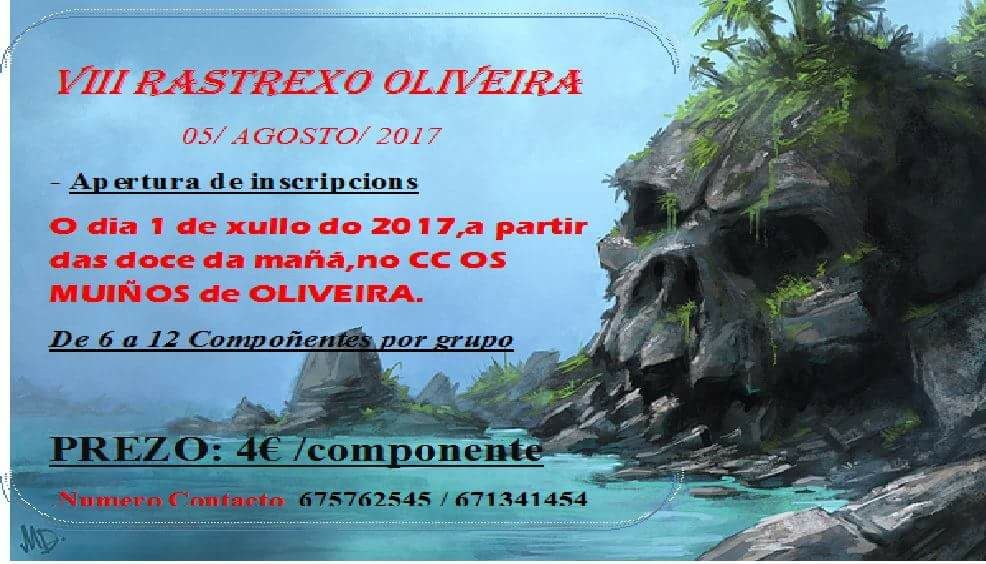 VIII RASTREXO OLIVEIRA
05/ AGOSTO/ 2017
- Apertura de inscripcions
O dia 1 de xullo do 2017,a partir
das doce da mañá,no CC OS
MUIÑOS de OLIVEIRA.
De 6 a 12 Compoñentes por grupo
PREZO: 4€ /componente
Numero Contacto 675762545 / 671341454
MD.